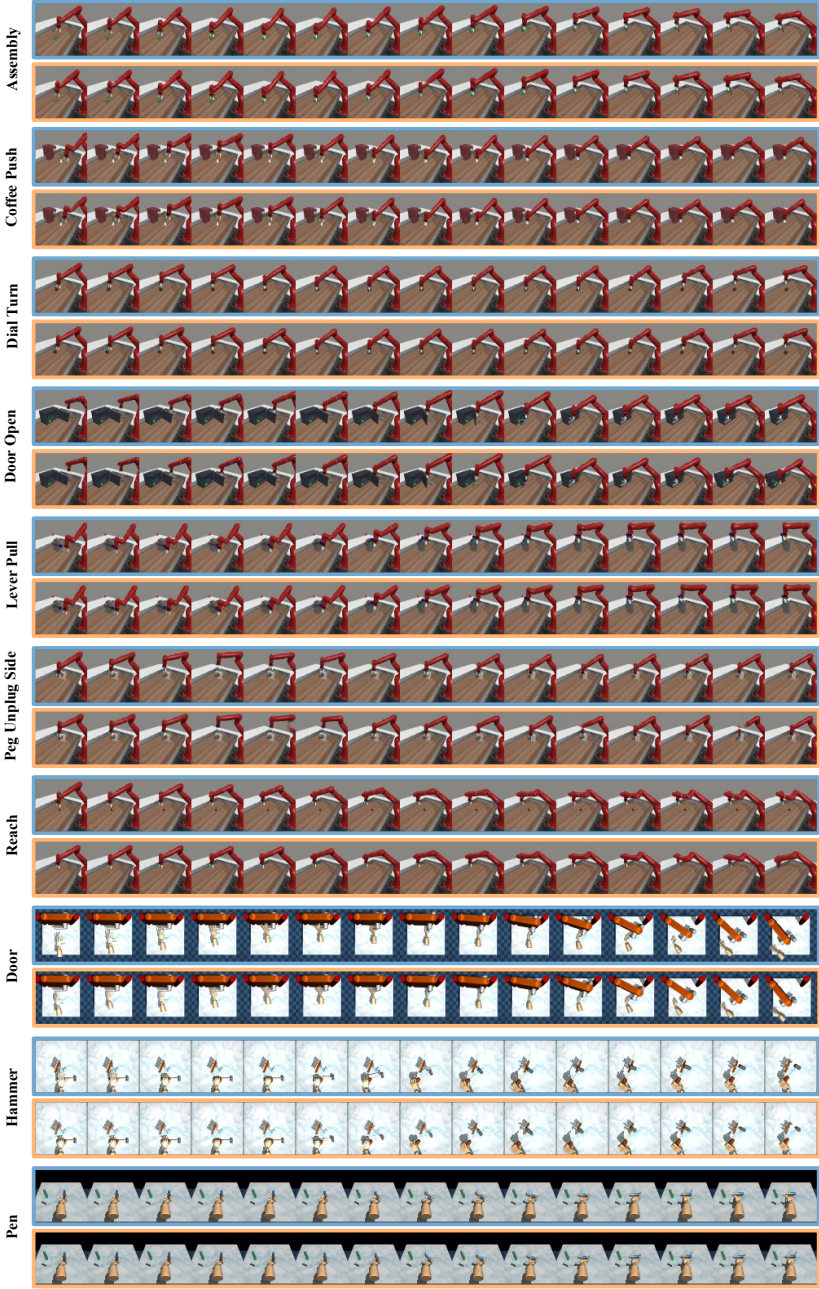 Assembly
Coffee Push
Dial Turn
Door Open
Lever Pull
Peg Unplug Side
Reach
Door
Hammer
Pen